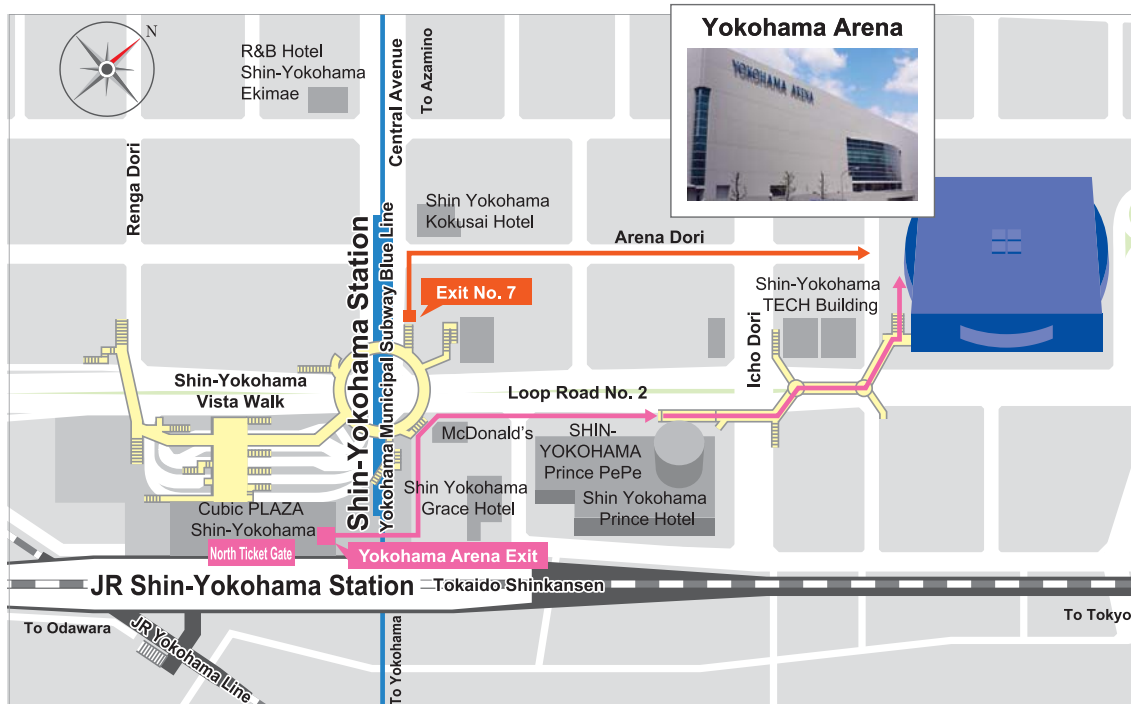 Yokohama Arena
YOKOHAMA ARENA
N
R&B Hotel
Shin-Yokohama
Ekimae
Renga Dori
Central Avenue
To Azamino
Shin Yokohama
Kokusai Hotel
Arena Dori
Exit No. 7
Shin-Yokohama Station
Yokohama Municipal Subway Blue Line
Shin-Yokohama
TECH Building
Icho Dori
Shin-Yokohama
Vista Walk
Loop Road No. 2
McDonald's
SHIN-
YOKOHAMA
Prince PePe
Shin Yokohama
Grace Hotel
Shin Yokohama
Prince Hotel
Cubic PLAZA
Shin-Yokohama
North Ticket Gate
Yokohama Arena Exit
JR Shin-Yokohama Station
Tokaido Shinkansen
To Odawara
JR Yokohama Line
To Yokohama
To Tokyo